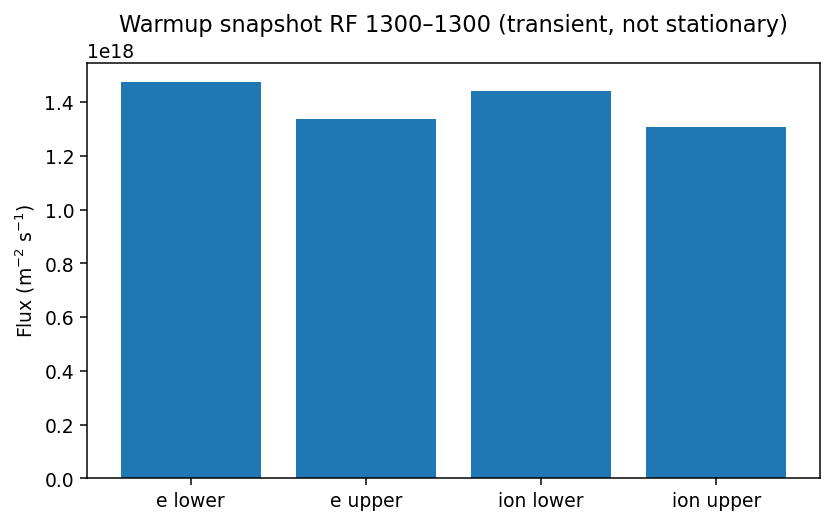 Warmup snapshot RF 1300–1300 (transient, not stationary)
1e18
1.4
1.2
1.0
0.8
0.6
0.4
0.2
0.0
Flux (m⁻² s⁻¹)
e lower e upper ion lower ion upper